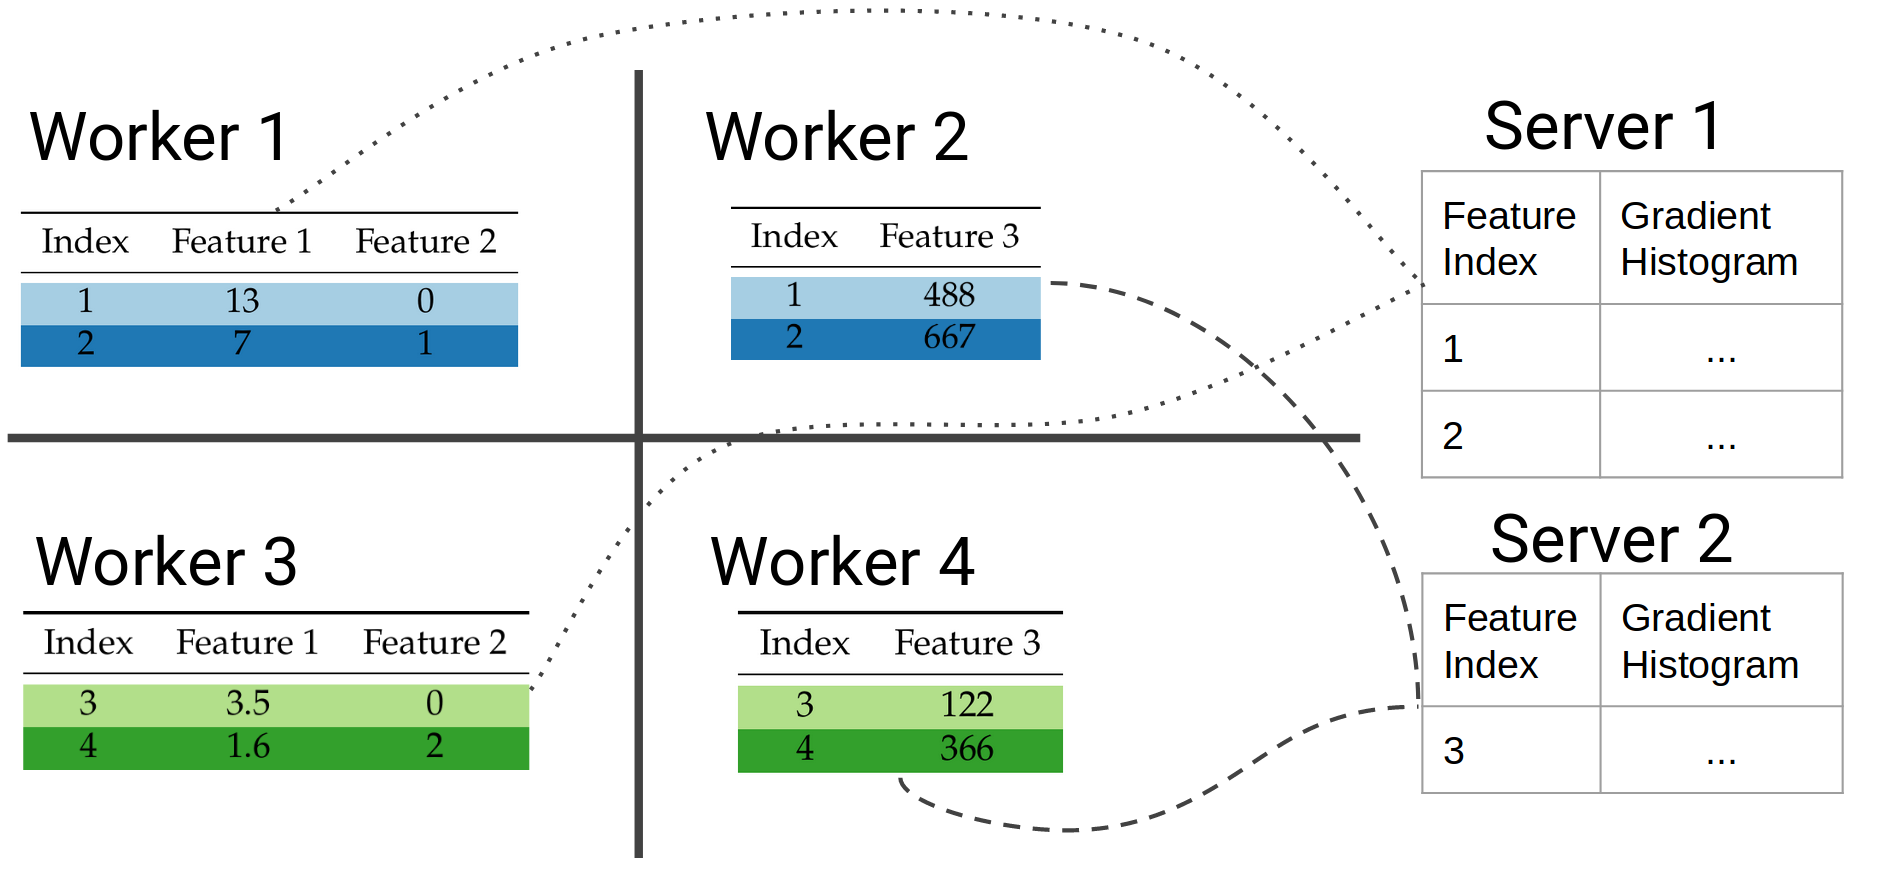 Worker 1
Index Feature 1 Feature 2
1 13 0
2 7 1
Worker 2
Index Feature 3
1 488
2 667
Server 1
Feature Index Gradient Histogram
1 ...
2 ...
Worker 3
Index Feature 1 Feature 2
3 3.5 0
4 1.6 2
Worker 4
Index Feature 3
3 122
4 366
Server 2
Feature Index Gradient Histogram
3 ...